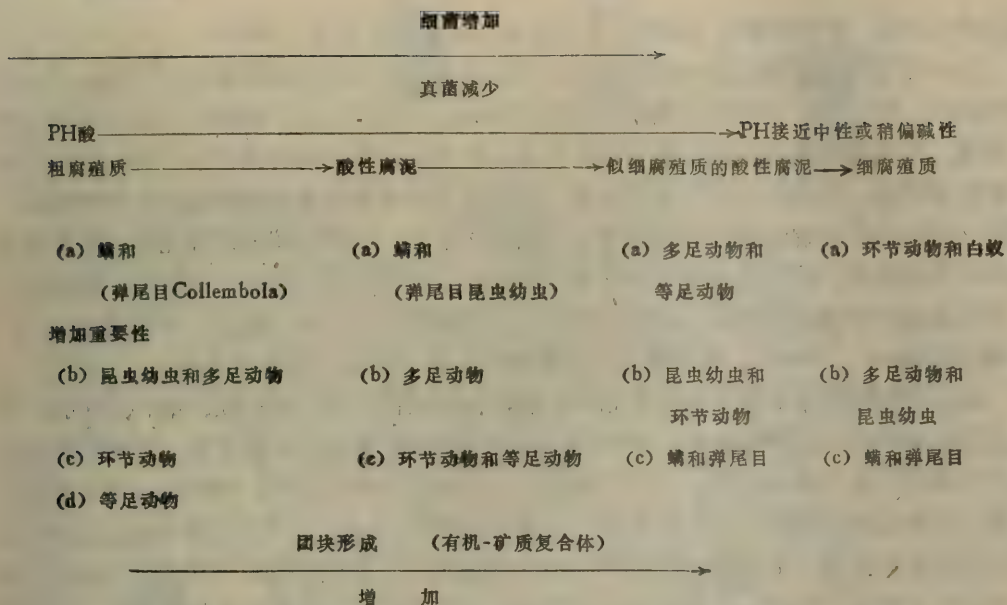 细菌增加
真菌减少
PH酸 PH接近中性或稍偏碱性
粗腐殖质 酸性腐泥 似细腐殖质的酸性腐泥 细腐殖质
(a) 螨和 (a) 螨和 (a) 多足动物和 (a) 环节动物和白蚁
(弹尾目Collembola) (弹尾目昆虫幼虫) 等足动物
增加重要性
(b) 昆虫幼虫和多足动物 (b) 多足动物 (b) 昆虫幼虫和 (b) 多足动物和
环节动物 昆虫幼虫
(c) 环节动物 (c) 环节动物和等足动物 (c) 螨和弹尾目 (c) 螨和弹尾目
(d) 等足动物
团块形成 (有机-矿质复合体)
增 加